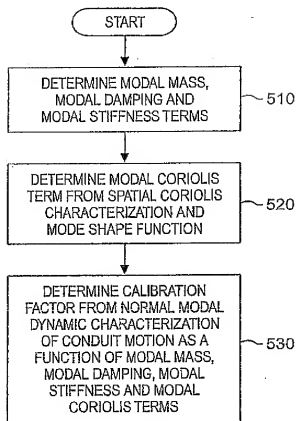 START
DETERMINE MODAL MASS,
MODAL DAMPING AND
MODAL STIFFNESS TERMS
510
DETERMINE MODAL CORIOLIS
TERM FROM SPATIAL CORIOLIS
CHARACTERIZATION AND
MODE SHAPE FUNCTION
520
DETERMINE CALIBRATION
FACTOR FROM NORMAL MODAL
DYNAMIC CHARACTERIZATION
OF CONDUIT MOTION AS A
FUNCTION OF MODAL MASS,
MODAL DAMPING, MODAL
STIFFNESS AND MODAL
CORIOLIS TERMS
530